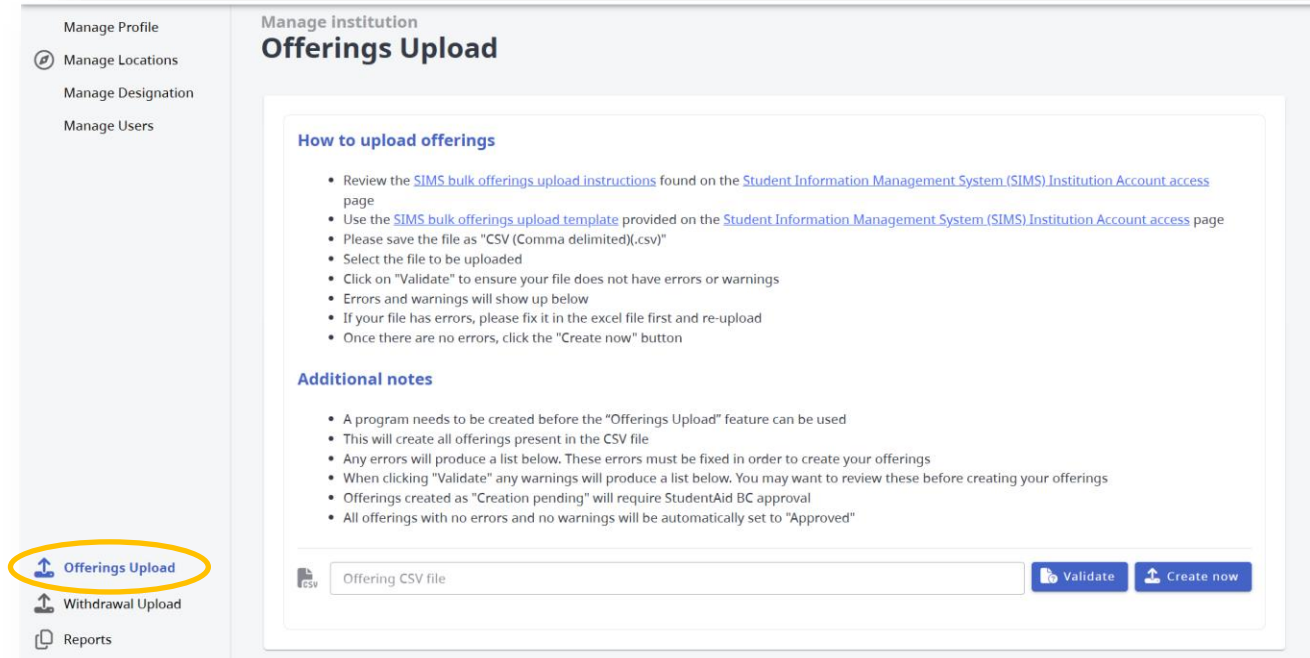 Manage Profile
Manage Locations
Manage Designation
Manage Users
Offerings Upload
Withdrawal Upload
Reports
Manage institution
Offerings Upload
How to upload offerings
• Review the SIMS bulk offerings upload instructions found on the Student Information Management System (SIMS) Institution Account access
page
• Use the SIMS bulk offerings upload template provided on the Student Information Management System (SIMS) Institution Account access page
• Please save the file as "CSV (Comma delimited)(.csv)"
• Select the file to be uploaded
• Click on "Validate" to ensure your file does not have errors or warnings
• Errors and warnings will show up below
• If your file has errors, please fix it in the excel file first and re-upload
• Once there are no errors, click the "Create now" button
Additional notes
• A program needs to be created before the “Offerings Upload” feature can be used
• This will create all offerings present in the CSV file
• Any errors will produce a list below. These errors must be fixed in order to create your offerings
• When clicking "Validate" any warnings will produce a list below. You may want to review these before creating your offerings
• Offerings created as "Creation pending" will require StudentAid BC approval
• All offerings with no errors and no warnings will be automatically set to "Approved"
CSV
Offering CSV file
Validate
Create now